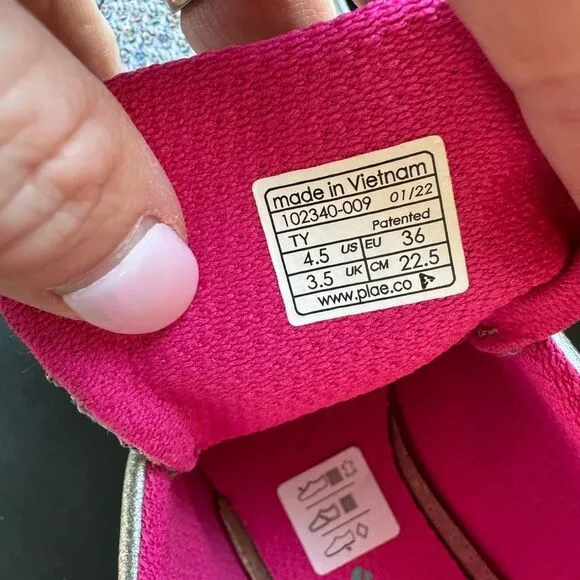 made in Vietnam
102340-009 01/22
TY Patented
4.5 US EU 36
3.5 UK CM 22.5
www.plae.co